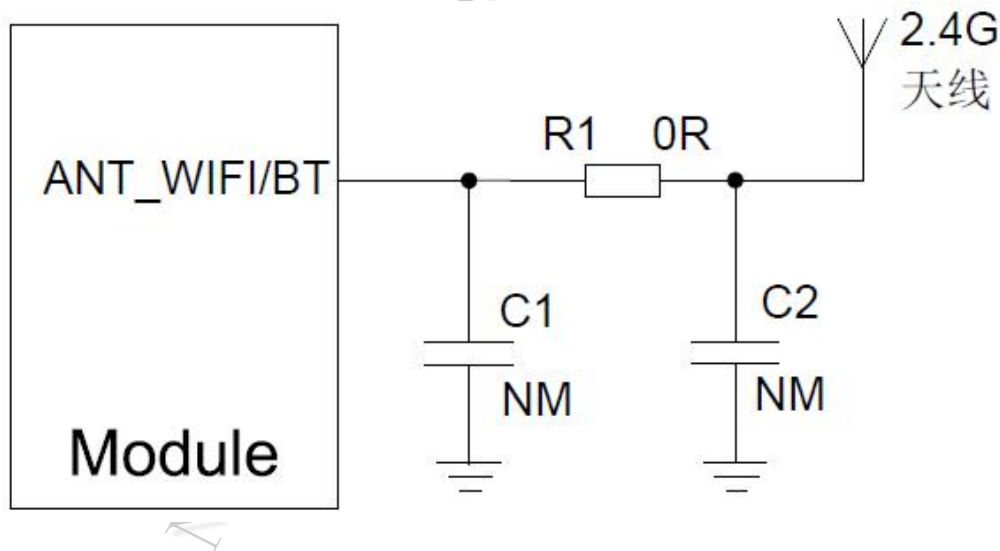 2.4G
天线
R1 0R
ANT_WIFI/BT
C1
C2
NM
NM
Module